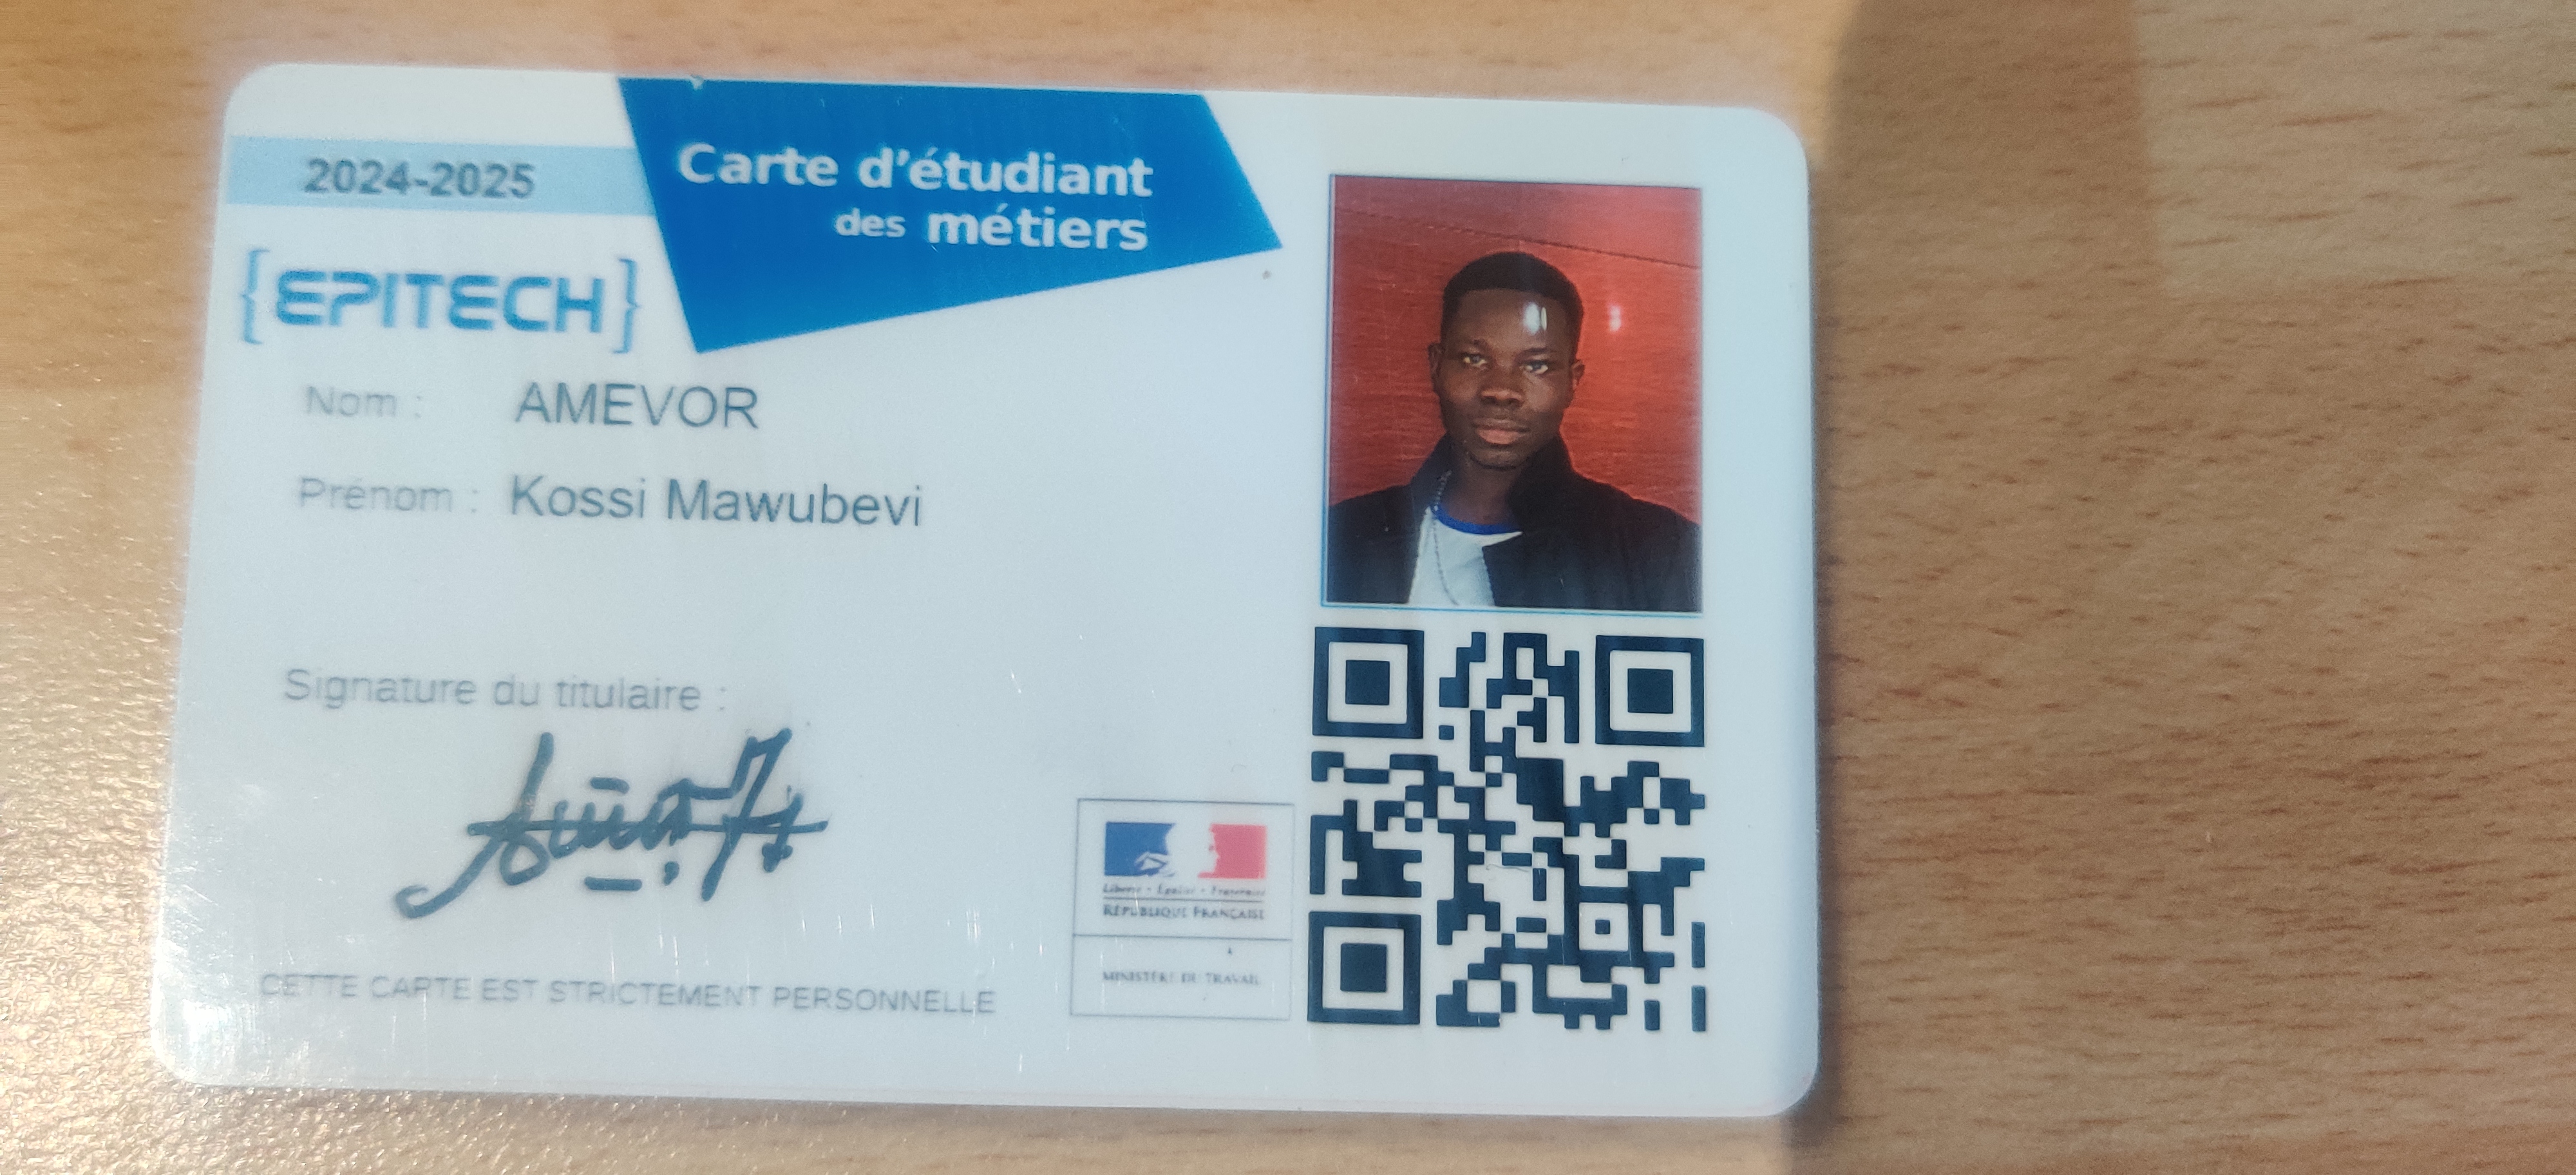 2024-2025
Carte d'étudiant
des métiers
{EPITECH}
Nom : AMEVOR
Prénom : Kossi Mawubevi
Signature du titulaire :
CETTE CARTE EST STRICTEMENT PERSONNELLE
Liberté • Égalité • Fraternité
RÉPUBLIQUE FRANÇAISE
MINISTÈRE DU TRAVAIL